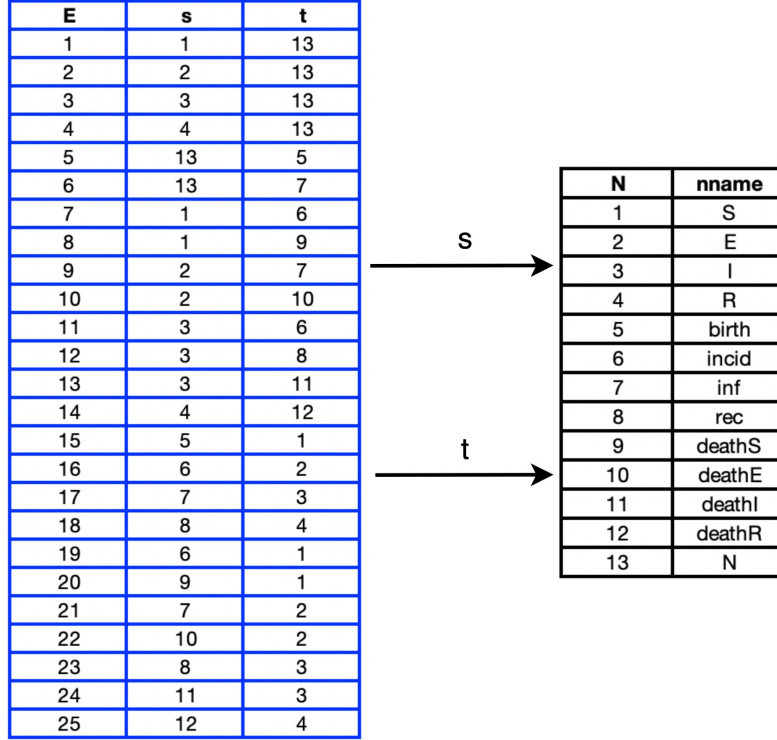 E s t
1 1 13
2 2 13
3 3 13
4 4 13
5 13 5
6 13 7
7 1 6
8 1 9
9 2 7
10 2 10
11 3 6
12 3 8
13 3 11
14 4 12
15 5 1
16 6 2
17 7 3
18 8 4
19 6 1
20 9 1
21 7 2
22 10 2
23 8 3
24 11 3
25 12 4
s
t
N nname
1 S
2 E
3 I
4 R
5 birth
6 incid
7 inf
8 rec
9 deathS
10 deathE
11 deathI
12 deathR
13 N